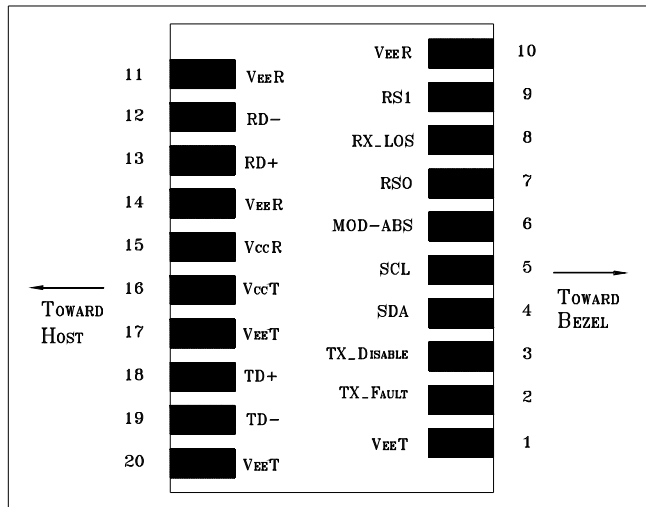 VEER 10
11 VEER
RS1 9
12 RD-
RX_LOS 8
13 RD+
RS0 7
14 VEER
MOD-ABS 6
15 VCCR
SCL 5
16 VCCT
TOWARD
HOST
TOWARD
BEZEL
SDA 4
17 VEET
TX_DISABLE 3
18 TD+
TX_FAULT 2
19 TD-
VEET 1
20 VEET